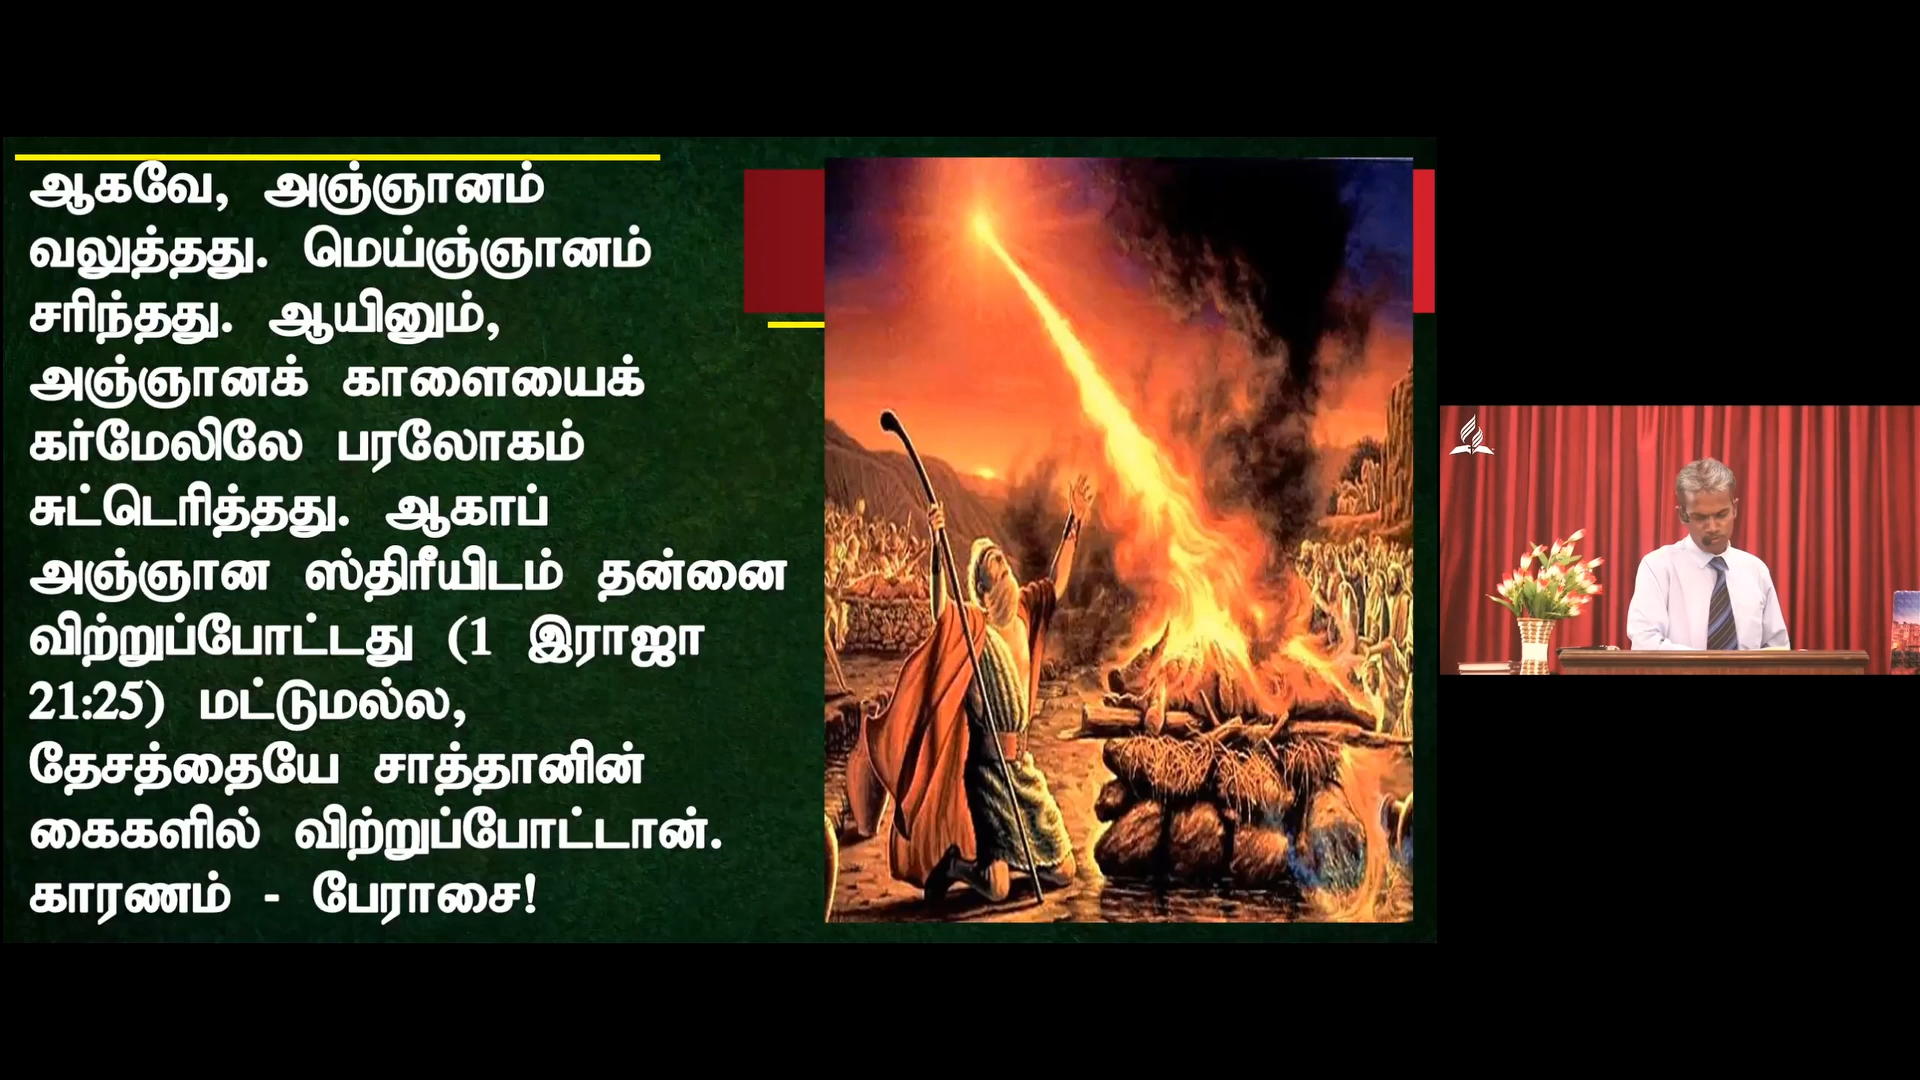 ஆகவே, அஞ்ஞானம்
வலுத்தது. மெய்ஞ்ஞானம்
சரிந்தது. ஆயினும்,
அஞ்ஞானக் காளையைக்
கர்மேலிலே பரலோகம்
சுட்டெரித்தது. ஆகாப்
அஞ்ஞான ஸ்திரீயிடம் தன்னை
விற்றுப்போட்டது (1 இராஜா
21:25) மட்டுமல்ல,
தேசத்தையே சாத்தானின்
கைகளில் விற்றுப்போட்டான்.
காரணம் - பேராசை!